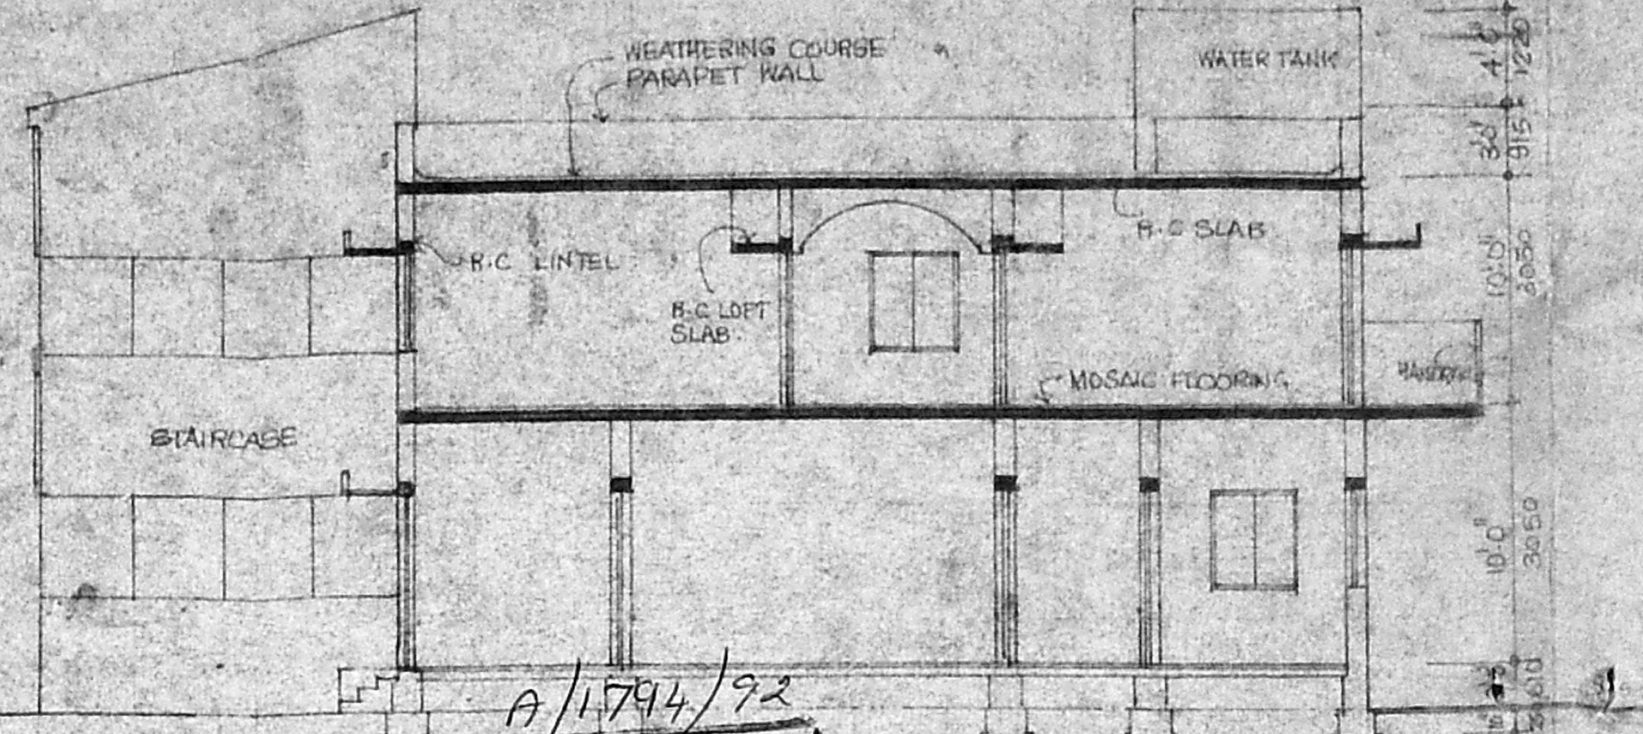 WEATHERING COURSE
PARAPET WALL
WATER TANK
4'0"
1220
3'0"
915
R.C LINTEL
R.C LOFT
SLAB.
R.C SLAB
10'0"
3050
MOSAIC FLOORING
STAIRCASE
10'0"
3050
610
A/1794/92